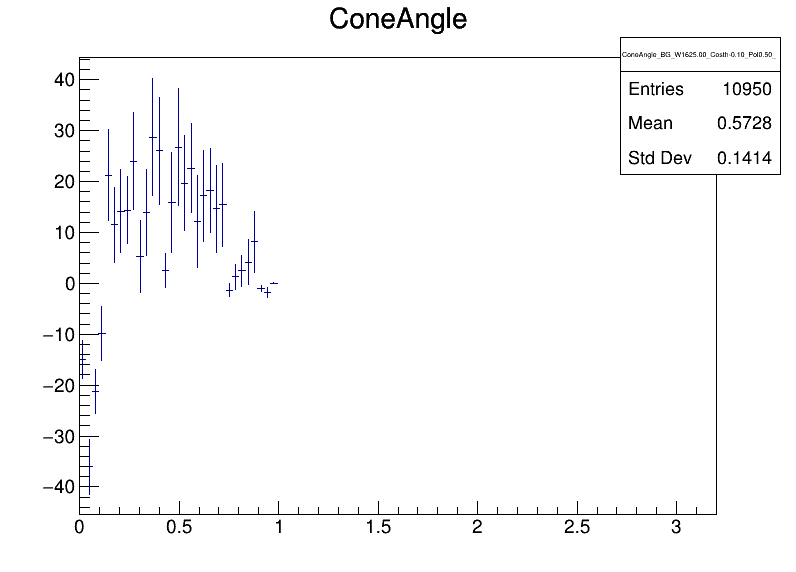 ConeAngle
ConeAngle_BG_W1625.00_Costh-0.10_Pol0.50_
Entries 10950
Mean 0.5728
Std Dev 0.1414
40
30
20
10
0
−10
−20
−30
−40
0 0.5 1 1.5 2 2.5 3